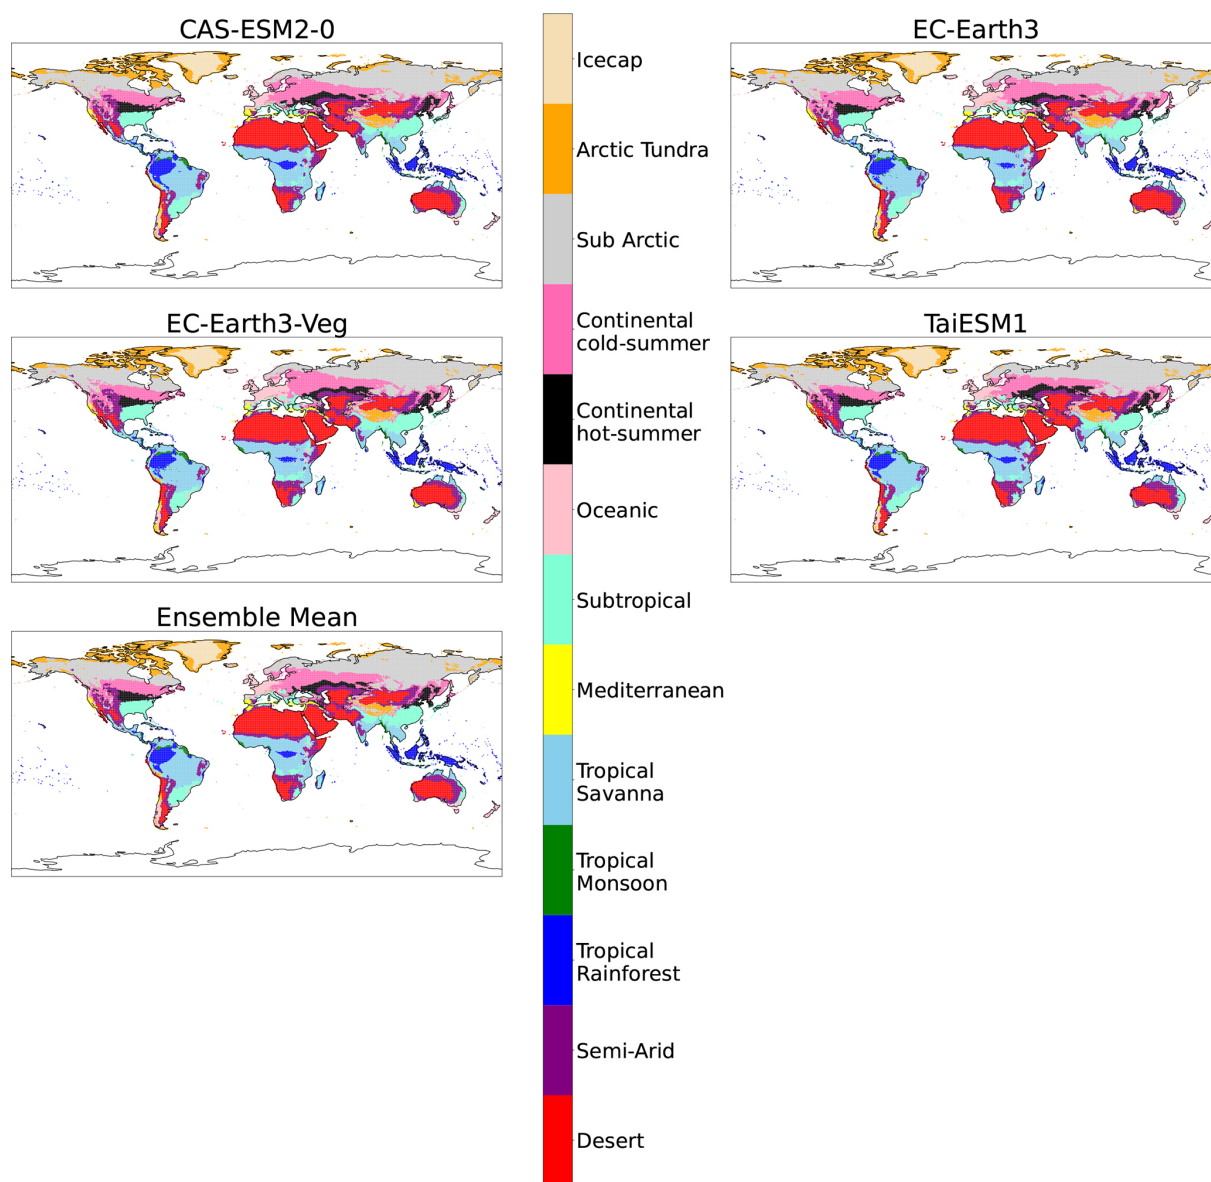 CAS-ESM2-0
EC-Earth3
EC-Earth3-Veg
TaiESM1
Ensemble Mean
Icecap
Arctic Tundra
Sub Arctic
Continental
cold-summer
Continental
hot-summer
Oceanic
Subtropical
Mediterranean
Tropical
Savanna
Tropical
Monsoon
Tropical
Rainforest
Semi-Arid
Desert